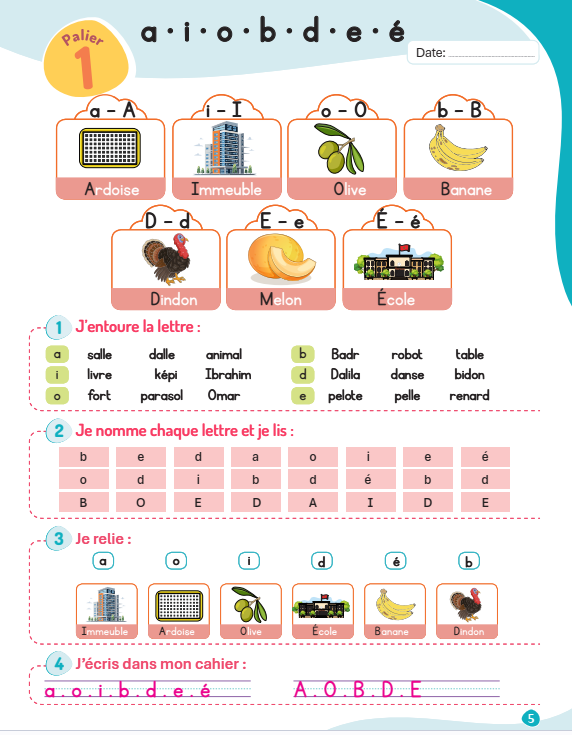 Palier
1
a · i · o · b · d · e · é
Date:
a - A
i - I
o - O
b - B
Ardoise
Immeuble
Olive
Banane
D - d
E - e
É - é
Dindon
Melon
École
1 J'entoure la lettre :
a salle dalle animal
b Badr robot table
i livre képi Ibrahim
d Dalila danse bidon
o fort parasol Omar
e pelote pelle renard
2 Je nomme chaque lettre et je lis :
b e d a o i e é
o d i b d é b d
B O E D A I D E
3 Je relie :
a o i d é b
Immeuble
Ardoise
Olive
École
Banane
Dindon
4 J'écris dans mon cahier :
a . o . i . b . d . e . é
A . O . B . D . E
5